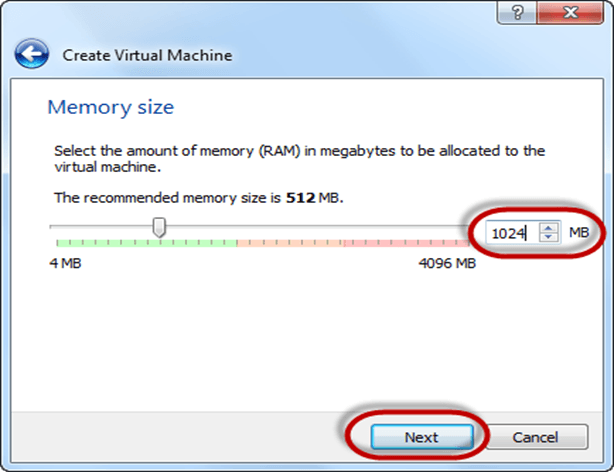 ?
Create Virtual Machine
Memory size
Select the amount of memory (RAM) in megabytes to be allocated to the
virtual machine.
The recommended memory size is 512 MB.
1024 MB
4 MB 4096 MB
Next Cancel